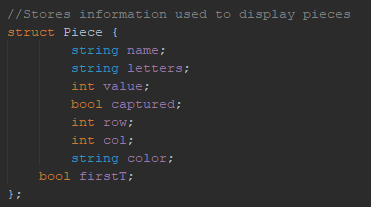 //Stores information used to display pieces
struct Piece {
        string name;
        string letters;
        int value;
        bool captured;
        int row;
        int col;
        string color;
    bool firstT;
};